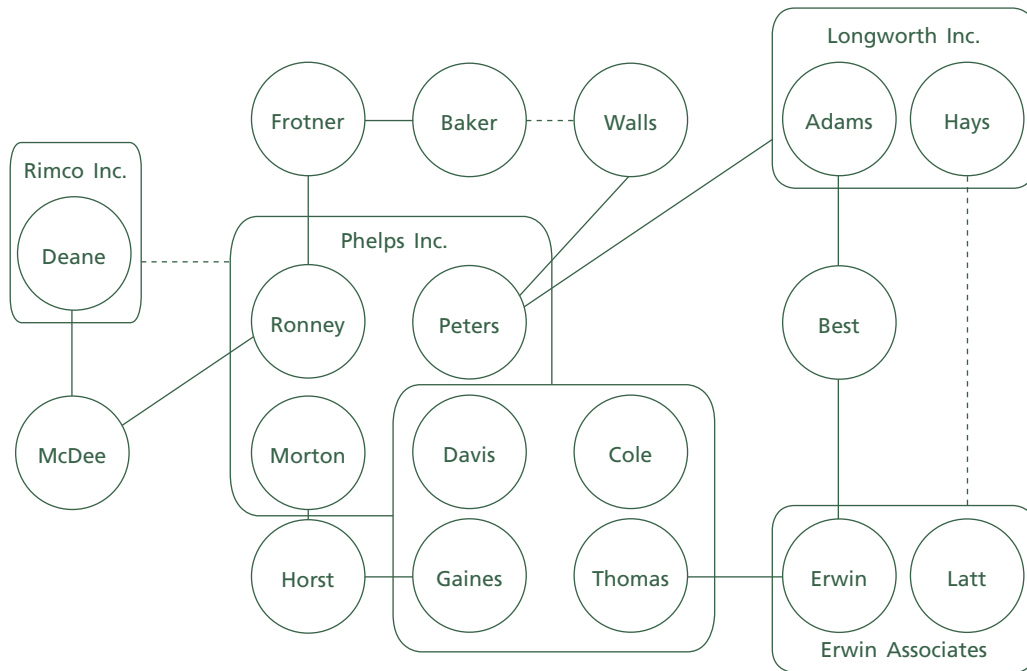 Longworth Inc.
Frotner
Baker
Walls
Adams
Hays
Rimco Inc.
Deane
Phelps Inc.
Ronney
Peters
Best
McDee
Morton
Davis
Cole
Horst
Gaines
Thomas
Erwin
Latt
Erwin Associates